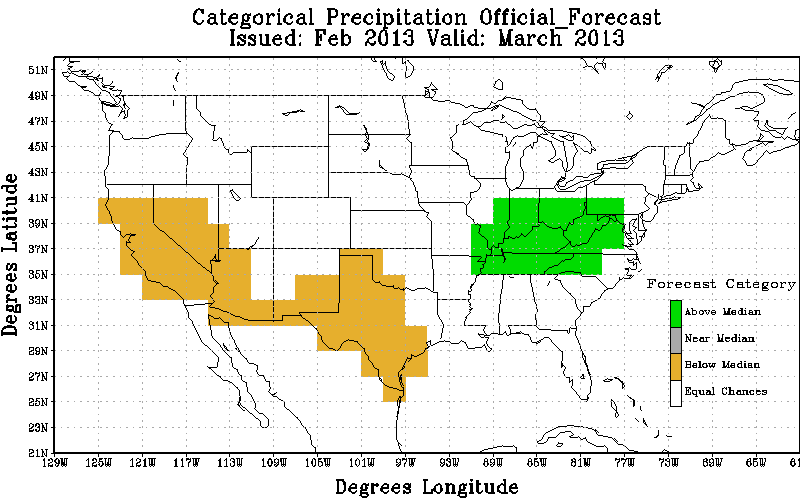 Categorical Precipitation Official_Forecast
Issued: Feb 2013 Valid: March 2013
51N
49N
47N
45N
43N
41N
39N
37N
35N
33N
31N
29N
27N
25N
23N
21N
Degrees Latitude
Forecast Category
Above Median
Near Median
Below Median
Equal Chances
129W 125W 121W 117W 113W 109W 105W 101W 97W 93W 89W 85W 81W 77W 73W 69W 65W 61
Degrees Longitude